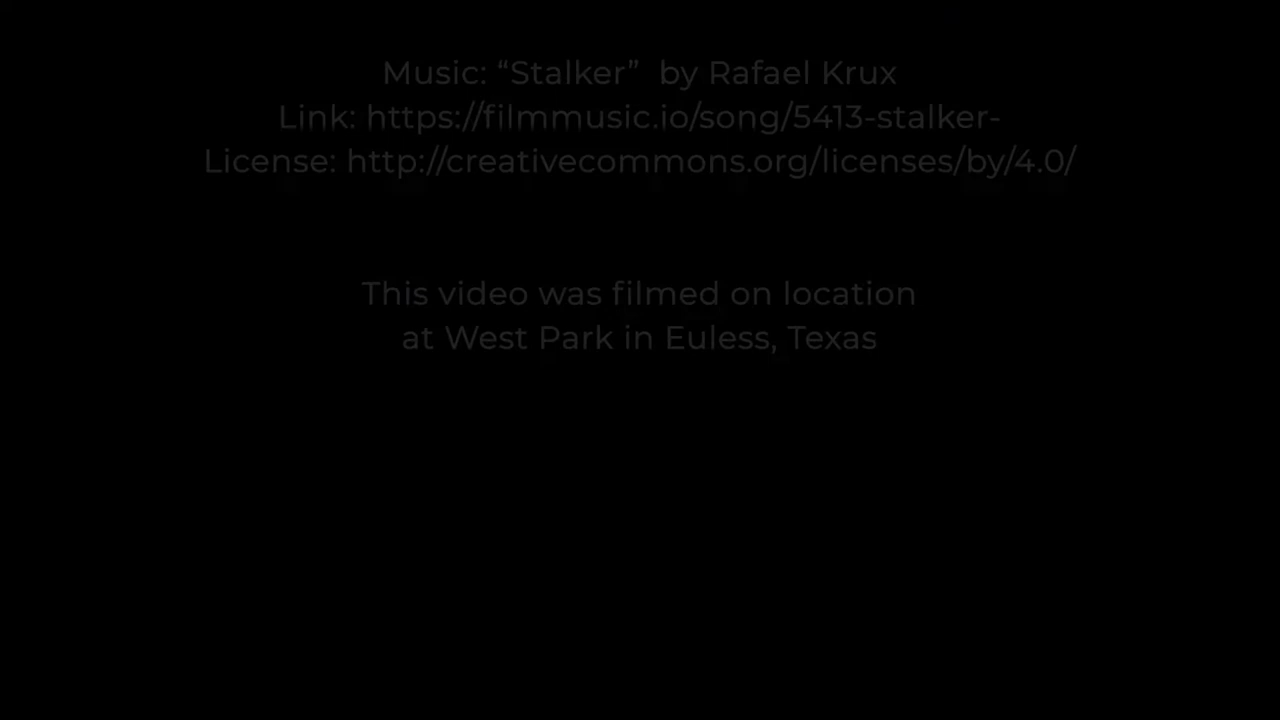 Music: “Stalker”  by Rafael Krux
Link: https://filmmusic.io/song/5413-stalker-
License: http://creativecommons.org/licenses/by/4.0/
This video was filmed on location
at West Park in Euless, Texas